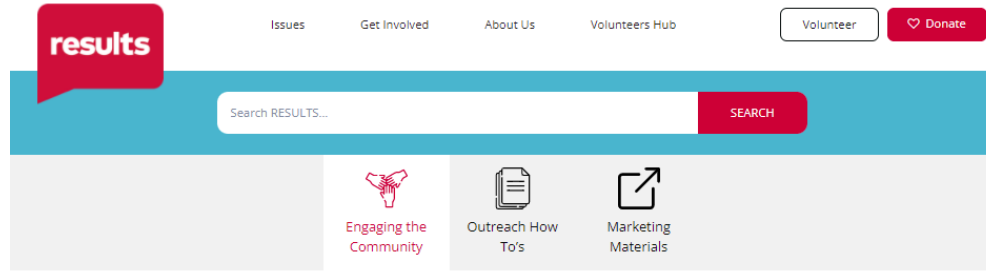 results
Issues Get Involved About Us Volunteers Hub Volunteer Donate
Search RESULTS... SEARCH
Engaging the Community
Outreach How To's
Marketing Materials